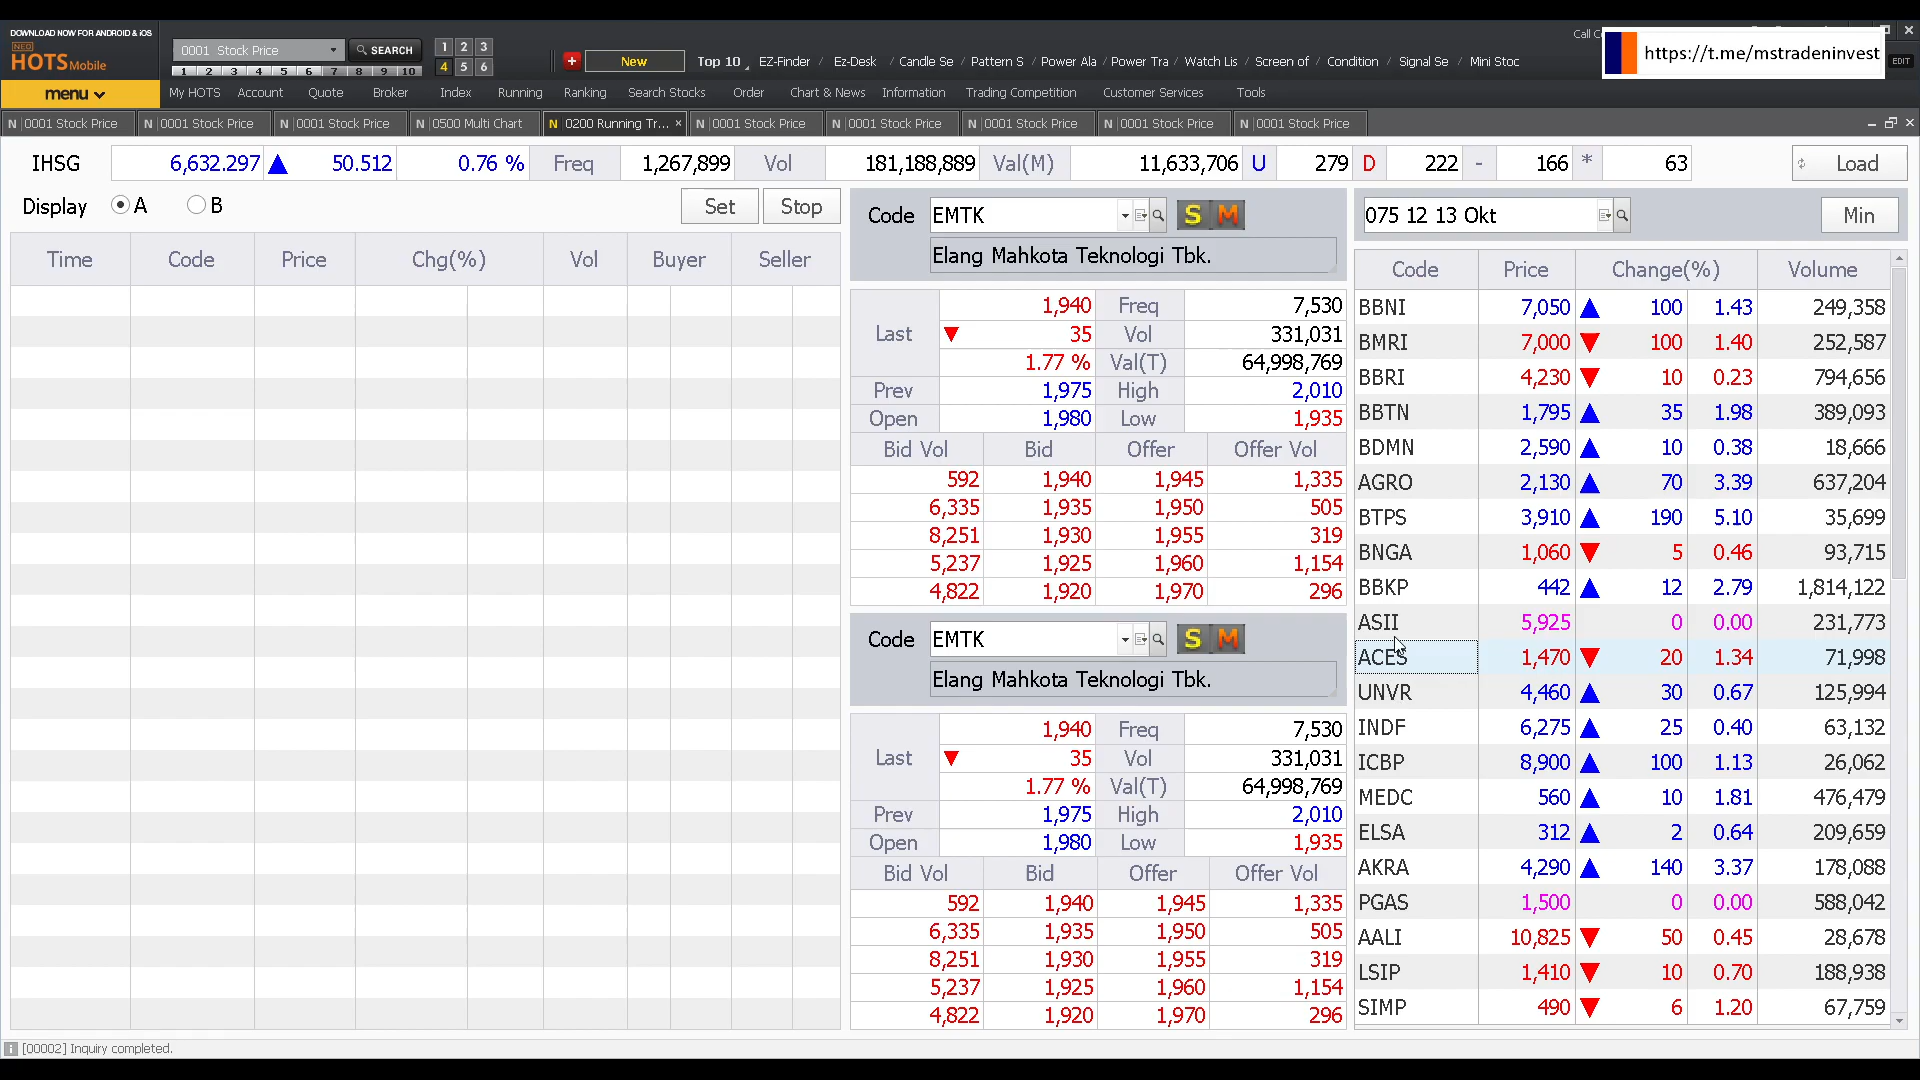 DOWNLOAD NOW FOR ANDROID & iOS
NEO
HOTS Mobile
0001 Stock Price
SEARCH
1 2 3 4 5 6 7 8 9 10
1 2 3
4 5 6
New
Top 10 EZ-Finder / Ez-Desk / Candle Se / Pattern S / Power Ala / Power Tra / Watch Lis / Screen of / Condition / Signal Se / Mini Stoc
https://t.me/mstradeninvest
EDIT
menu
My HOTS Account Quote Broker Index Running Ranking Search Stocks Order Chart & News Information Trading Competition Customer Services Tools
N 0001 Stock Price N 0001 Stock Price N 0001 Stock Price N 0500 Multi Chart N 0200 Running Tr... × N 0001 Stock Price N 0001 Stock Price N 0001 Stock Price N 0001 Stock Price N 0001 Stock Price
IHSG 6,632.297 ▲ 50.512 0.76 % Freq 1,267,899 Vol 181,188,889 Val(M) 11,633,706 U 279 D 222 - 166 * 63 Load
Display A B Set Stop
Time Code Price Chg(%) Vol Buyer Seller
Code EMTK S M
Elang Mahkota Teknologi Tbk.
Last 1,940 Freq 7,530
▼ 35 Vol 331,031
1.77 % Val(T) 64,998,769
Prev 1,975 High 2,010
Open 1,980 Low 1,935
Bid Vol Bid Offer Offer Vol
592 1,940 1,945 1,335
6,335 1,935 1,950 505
8,251 1,930 1,955 319
5,237 1,925 1,960 1,154
4,822 1,920 1,970 296
Code EMTK S M
Elang Mahkota Teknologi Tbk.
Last 1,940 Freq 7,530
▼ 35 Vol 331,031
1.77 % Val(T) 64,998,769
Prev 1,975 High 2,010
Open 1,980 Low 1,935
Bid Vol Bid Offer Offer Vol
592 1,940 1,945 1,335
6,335 1,935 1,950 505
8,251 1,930 1,955 319
5,237 1,925 1,960 1,154
4,822 1,920 1,970 296
075 12 13 Okt Min
Code Price Change(%) Volume
BBNI 7,050 ▲ 100 1.43 249,358
BMRI 7,000 ▼ 100 1.40 252,587
BBRI 4,230 ▼ 10 0.23 794,656
BBTN 1,795 ▲ 35 1.98 389,093
BDMN 2,590 ▲ 10 0.38 18,666
AGRO 2,130 ▲ 70 3.39 637,204
BTPS 3,910 ▲ 190 5.10 35,699
BNGA 1,060 ▼ 5 0.46 93,715
BBKP 442 ▲ 12 2.79 1,814,122
ASII 5,925 0 0.00 231,773
ACES 1,470 ▼ 20 1.34 71,998
UNVR 4,460 ▲ 30 0.67 125,994
INDF 6,275 ▲ 25 0.40 63,132
ICBP 8,900 ▲ 100 1.13 26,062
MEDC 560 ▲ 10 1.81 476,479
ELSA 312 ▲ 2 0.64 209,659
AKRA 4,290 ▲ 140 3.37 178,088
PGAS 1,500 0 0.00 588,042
AALI 10,825 ▼ 50 0.45 28,678
LSIP 1,410 ▼ 10 0.70 188,938
SIMP 490 ▼ 6 1.20 67,759
[00002] Inquiry completed.